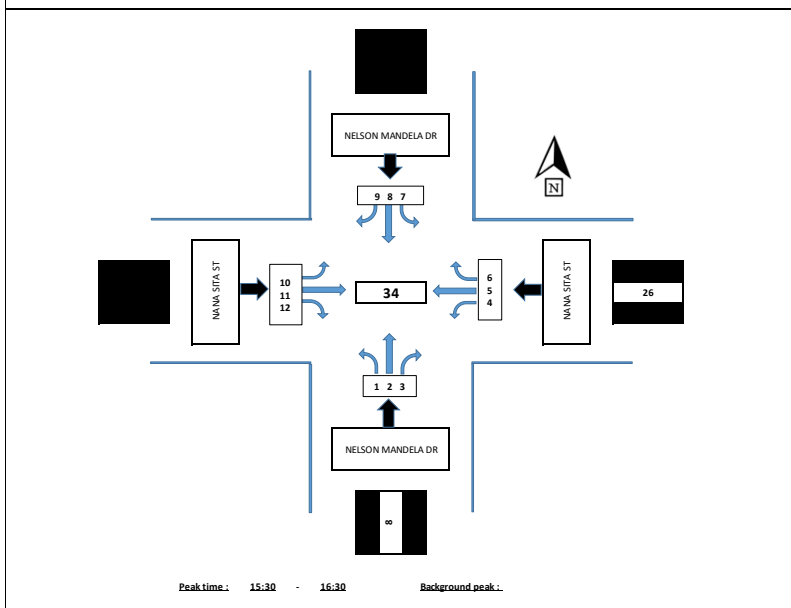 NELSON MANDELA DR
N
9 8 7
NANA SITA ST
10
11
12
34
6
5
4
NANA SITA ST
26
1 2 3
NELSON MANDELA DR
8
Peak time : 15:30 - 16:30 Background peak :